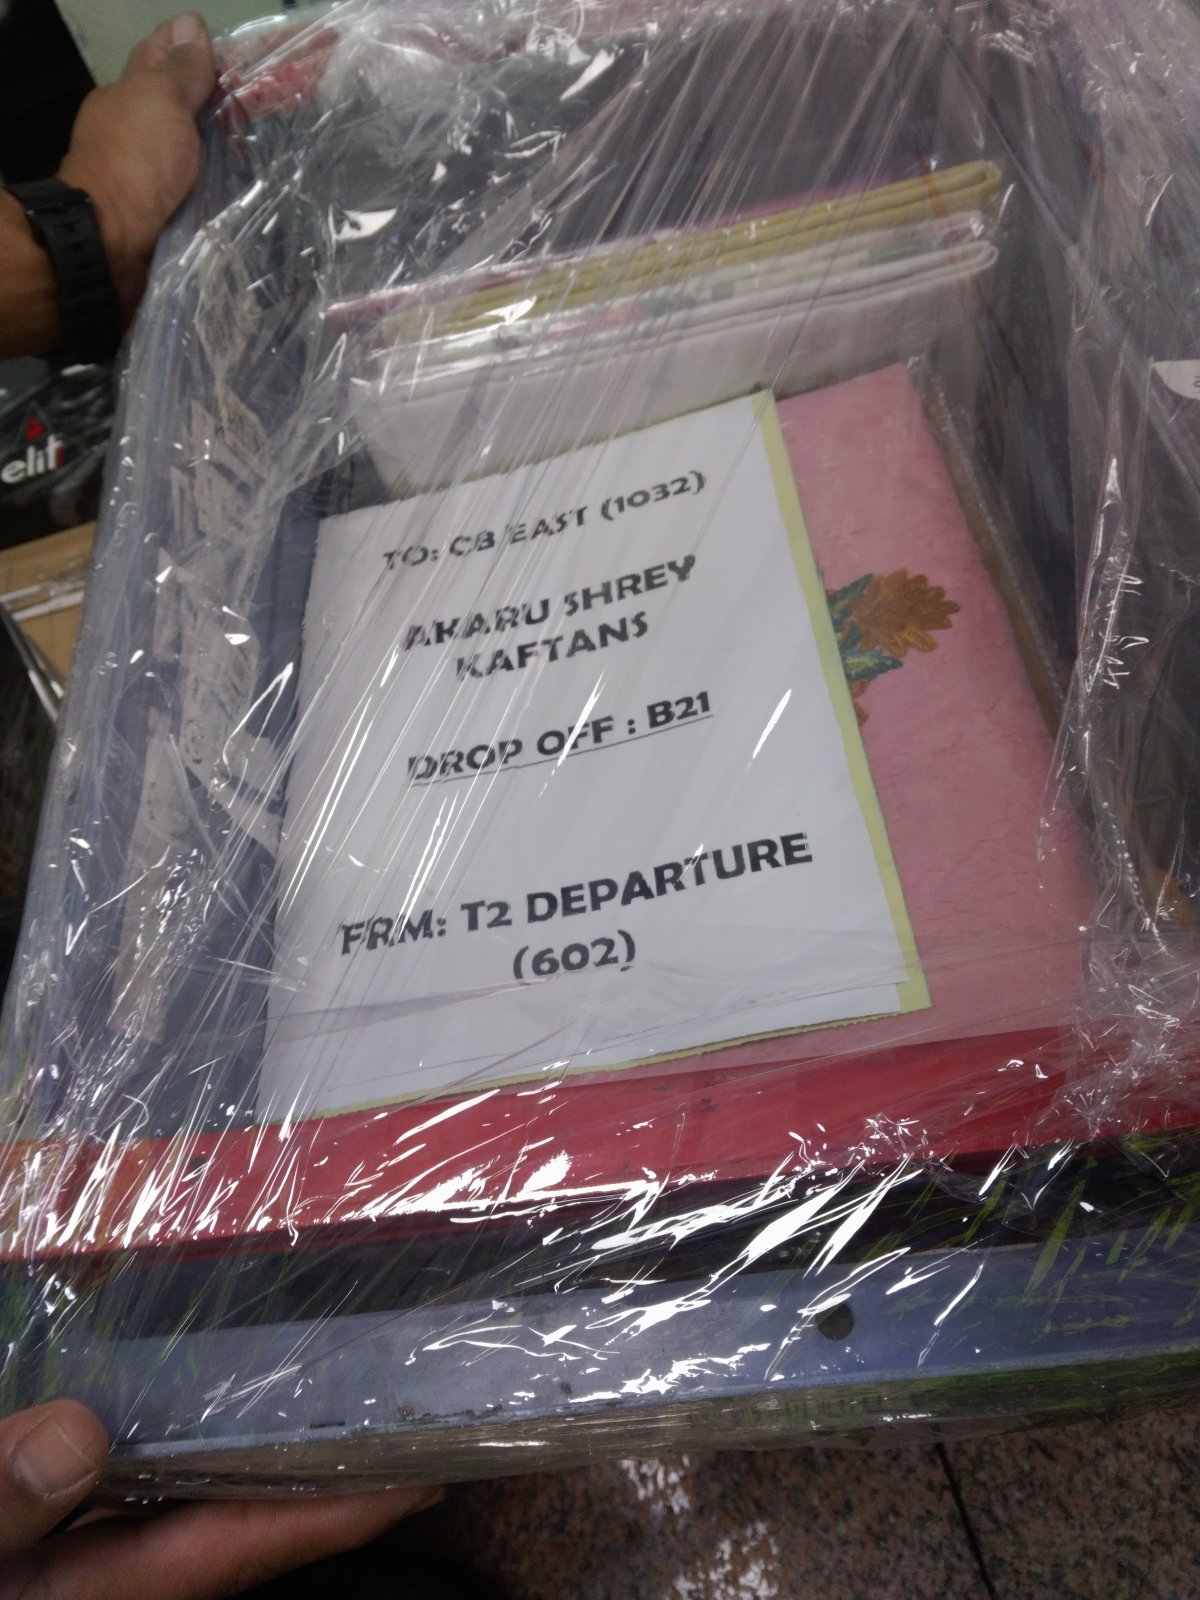 TO: CB EAST (1032)
AKARU SHREY
KAFTANS
DROP OFF : B21
FRM: T2 DEPARTURE
(602)